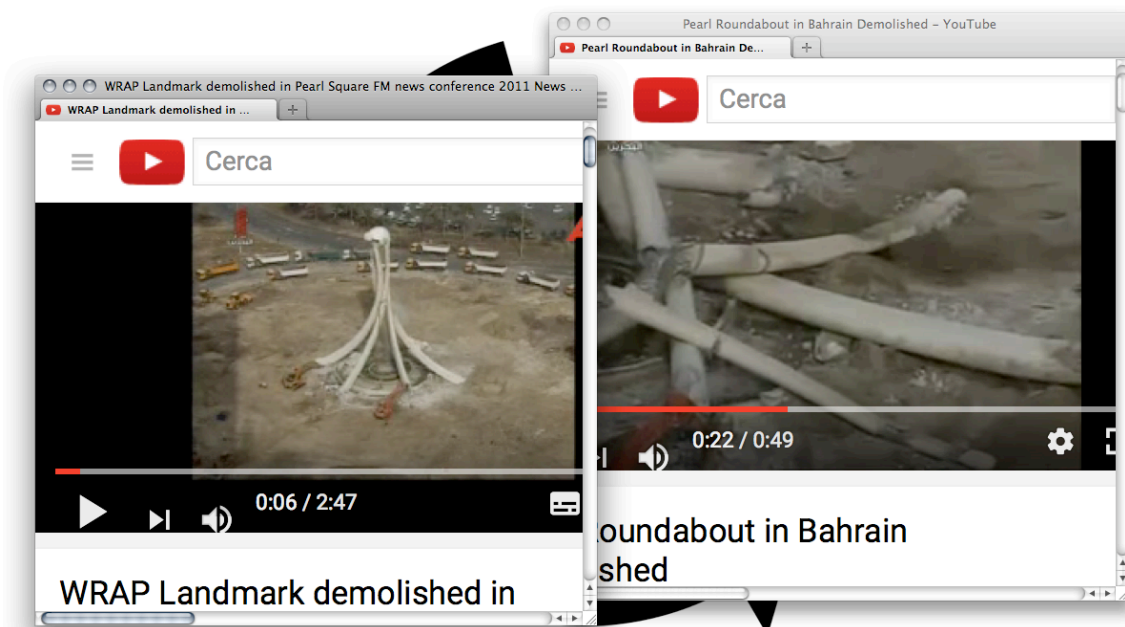 WRAP Landmark demolished in Pearl Square FM news conference 2011 News ...
WRAP Landmark demolished in ...
Cerca
0:06 / 2:47
WRAP Landmark demolished in
Pearl Roundabout in Bahrain Demolished – YouTube
Pearl Roundabout in Bahrain De...
Cerca
البحرين
0:22 / 0:49
Roundabout in Bahrain
ished